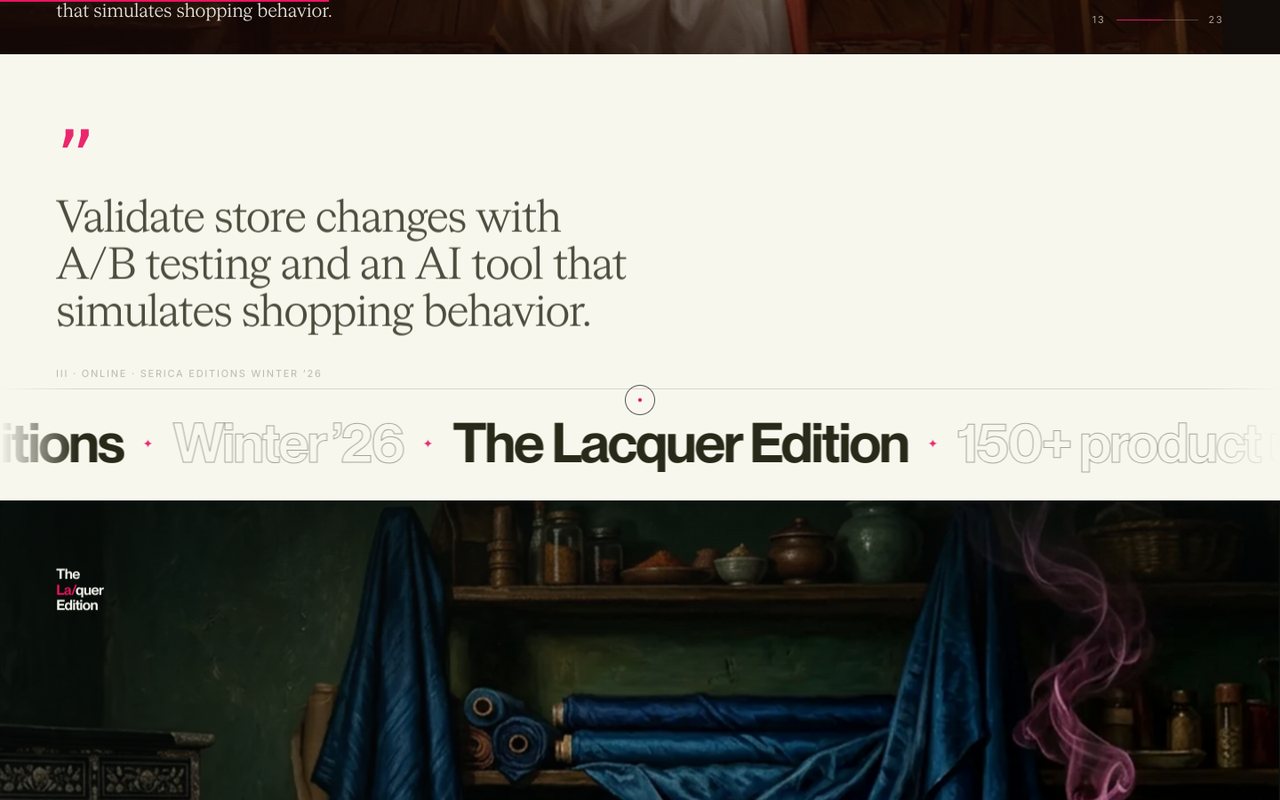 that simulates shopping behavior.
13 23
”
Validate store changes with
A/B testing and an AI tool that
simulates shopping behavior.
III · ONLINE · SERICA EDITIONS WINTER ’26
itions ✦ Winter ’26 ✦ The Lacquer Edition ✦ 150+ product u
The
La/quer
Edition